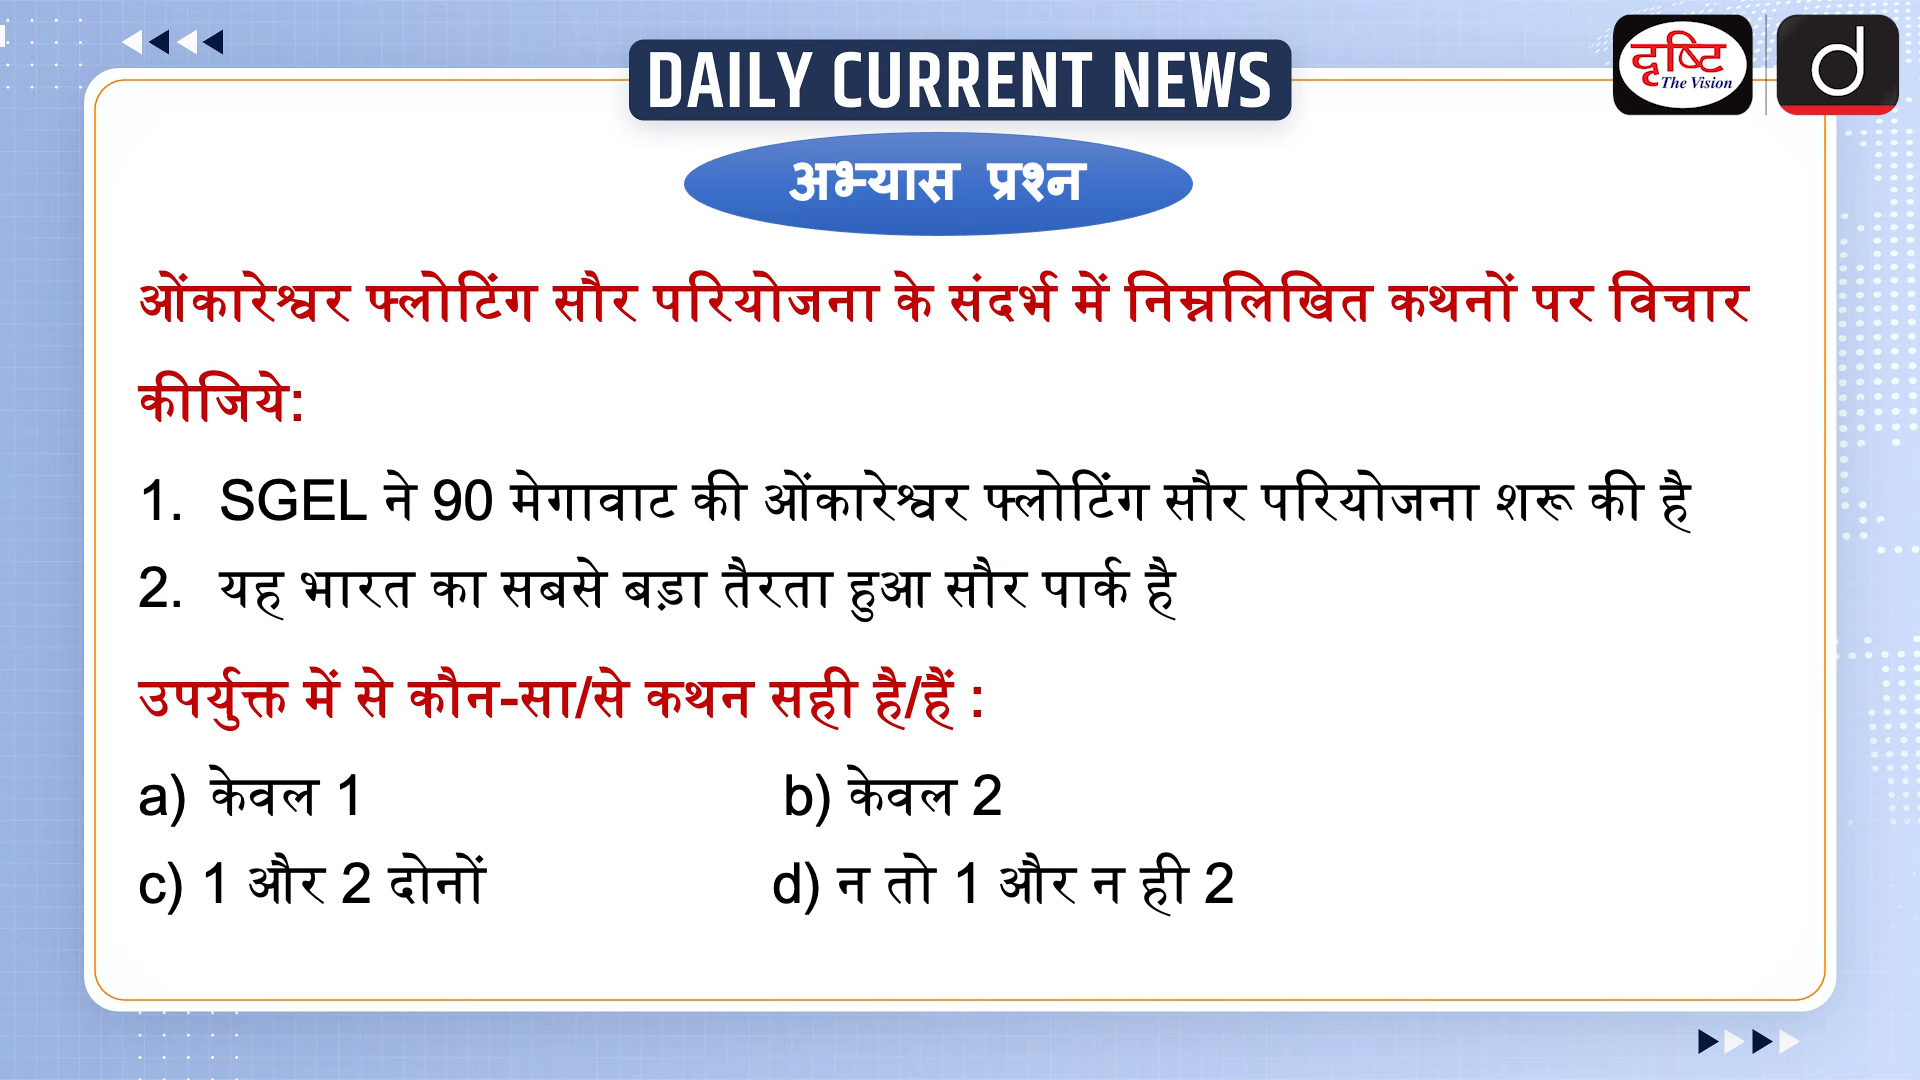 DAILY CURRENT NEWS
दृष्टि
The Vision
d
अभ्यास प्रश्न
ओंकारेश्वर फ्लोटिंग सौर परियोजना के संदर्भ में निम्नलिखित कथनों पर विचार
कीजिये:
1. SGEL ने 90 मेगावाट की ओंकारेश्वर फ्लोटिंग सौर परियोजना शरू की है
2. यह भारत का सबसे बड़ा तैरता हुआ सौर पार्क है
उपर्युक्त में से कौन-सा/से कथन सही है/हैं :
a) केवल 1 b) केवल 2
c) 1 और 2 दोनों d) न तो 1 और न ही 2